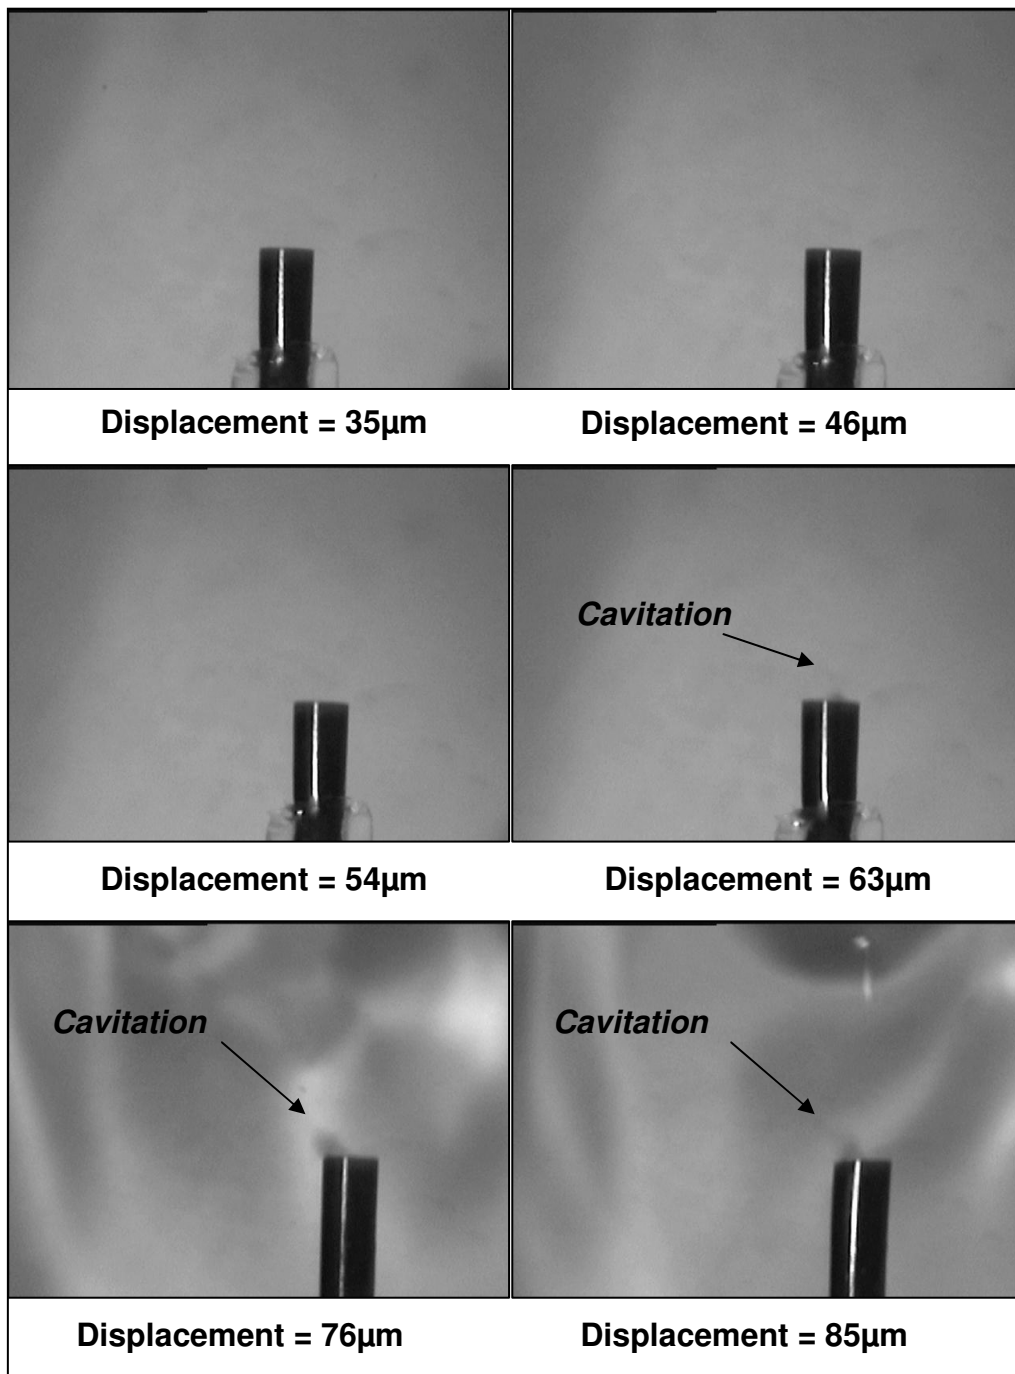 Displacement = 35µm
Displacement = 46µm
Cavitation
Displacement = 54µm
Displacement = 63µm
Cavitation
Cavitation
Displacement = 76µm
Displacement = 85µm